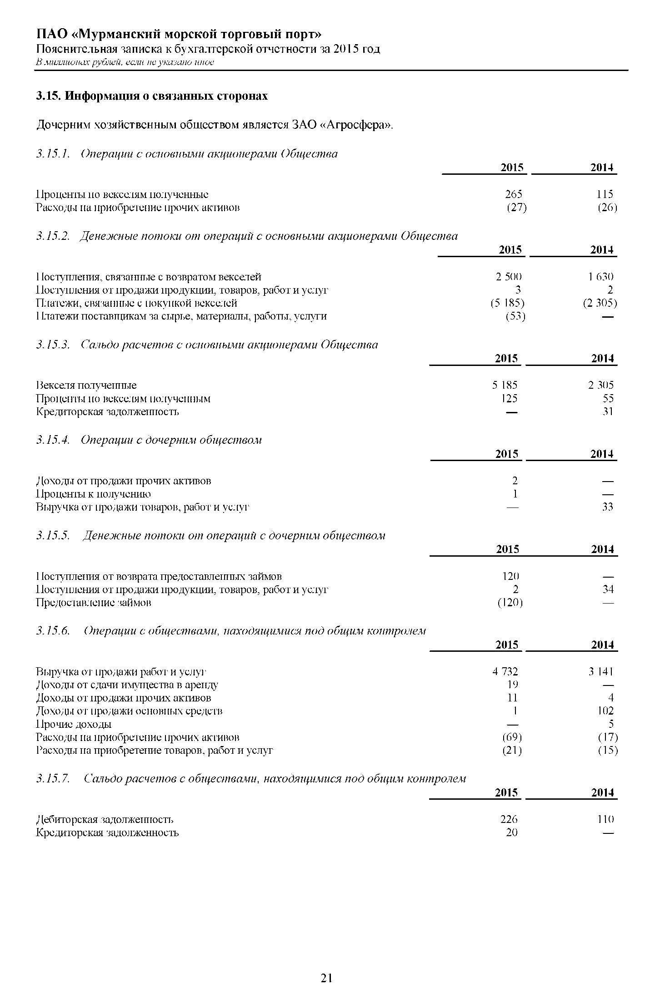 ПАО «Мурманский морской торговый порт»
Пояснительная записка к бухгалтерской отчетности за 2015 год
В миллионах рублей, если не указано иное
3.15. Информация о связанных сторонах
Дочерним хозяйственным обществом является ЗАО «Агросфера».
3.15.1. Операции с основными акционерами Общества
2015 2014
Проценты по векселям полученные 265 115
Расходы на приобретение прочих активов (27) (26)
3.15.2. Денежные потоки от операций с основными акционерами Общества
2015 2014
Поступления, связанные с возвратом векселей 2 500 1 630
Поступления от продажи продукции, товаров, работ и услуг 3 2
Платежи, связанные с покупкой векселей (5 185) (2 305)
Платежи поставщикам за сырье, материалы, работы, услуги (53) —
3.15.3. Сальдо расчетов с основными акционерами Общества
2015 2014
Векселя полученные 5 185 2 305
Проценты по векселям полученным 125 55
Кредиторская задолженность — 31
3.15.4. Операции с дочерним обществом
2015 2014
Доходы от продажи прочих активов 2 —
Проценты к получению 1 —
Выручка от продажи товаров, работ и услуг — 33
3.15.5. Денежные потоки от операций с дочерним обществом
2015 2014
Поступления от возврата предоставленных займов 120 —
Поступления от продажи продукции, товаров, работ и услуг 2 34
Предоставление займов (120) —
3.15.6. Операции с обществами, находящимися под общим контролем
2015 2014
Выручка от продажи работ и услуг 4 732 3 141
Доходы от сдачи имущества в аренду 19 —
Доходы от продажи прочих активов 11 4
Доходы от продажи основных средств 1 102
Прочие доходы — 5
Расходы на приобретение прочих активов (69) (17)
Расходы на приобретение товаров, работ и услуг (21) (15)
3.15.7. Сальдо расчетов с обществами, находящимися под общим контролем
2015 2014
Дебиторская задолженность 226 110
Кредиторская задолженность 20 —
21